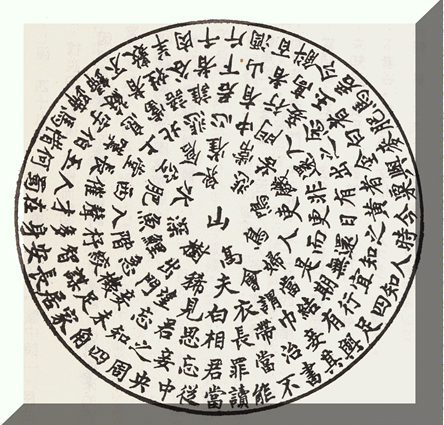 山樹高鳥鳴悲泉水深鯉魚肥空倉雀常苦飢吏人婦會夫稀出門望見白衣謂當是而更非還入門中心悲北上堂西入階急機絞杼聲催長歎息當語誰君有行妾念之出有日還無期結巾帶長相思君忘妾未知之妾忘君罪當治妾有行宜知之黃者金白者玉高者山下者谷姓者蘇字伯玉人才多智謀足家居長安身在蜀何惜馬蹄歸不數羊肉千斤酒百斛令君馬肥麥與粟今時人知四足與其書不能讀當從中央周四角